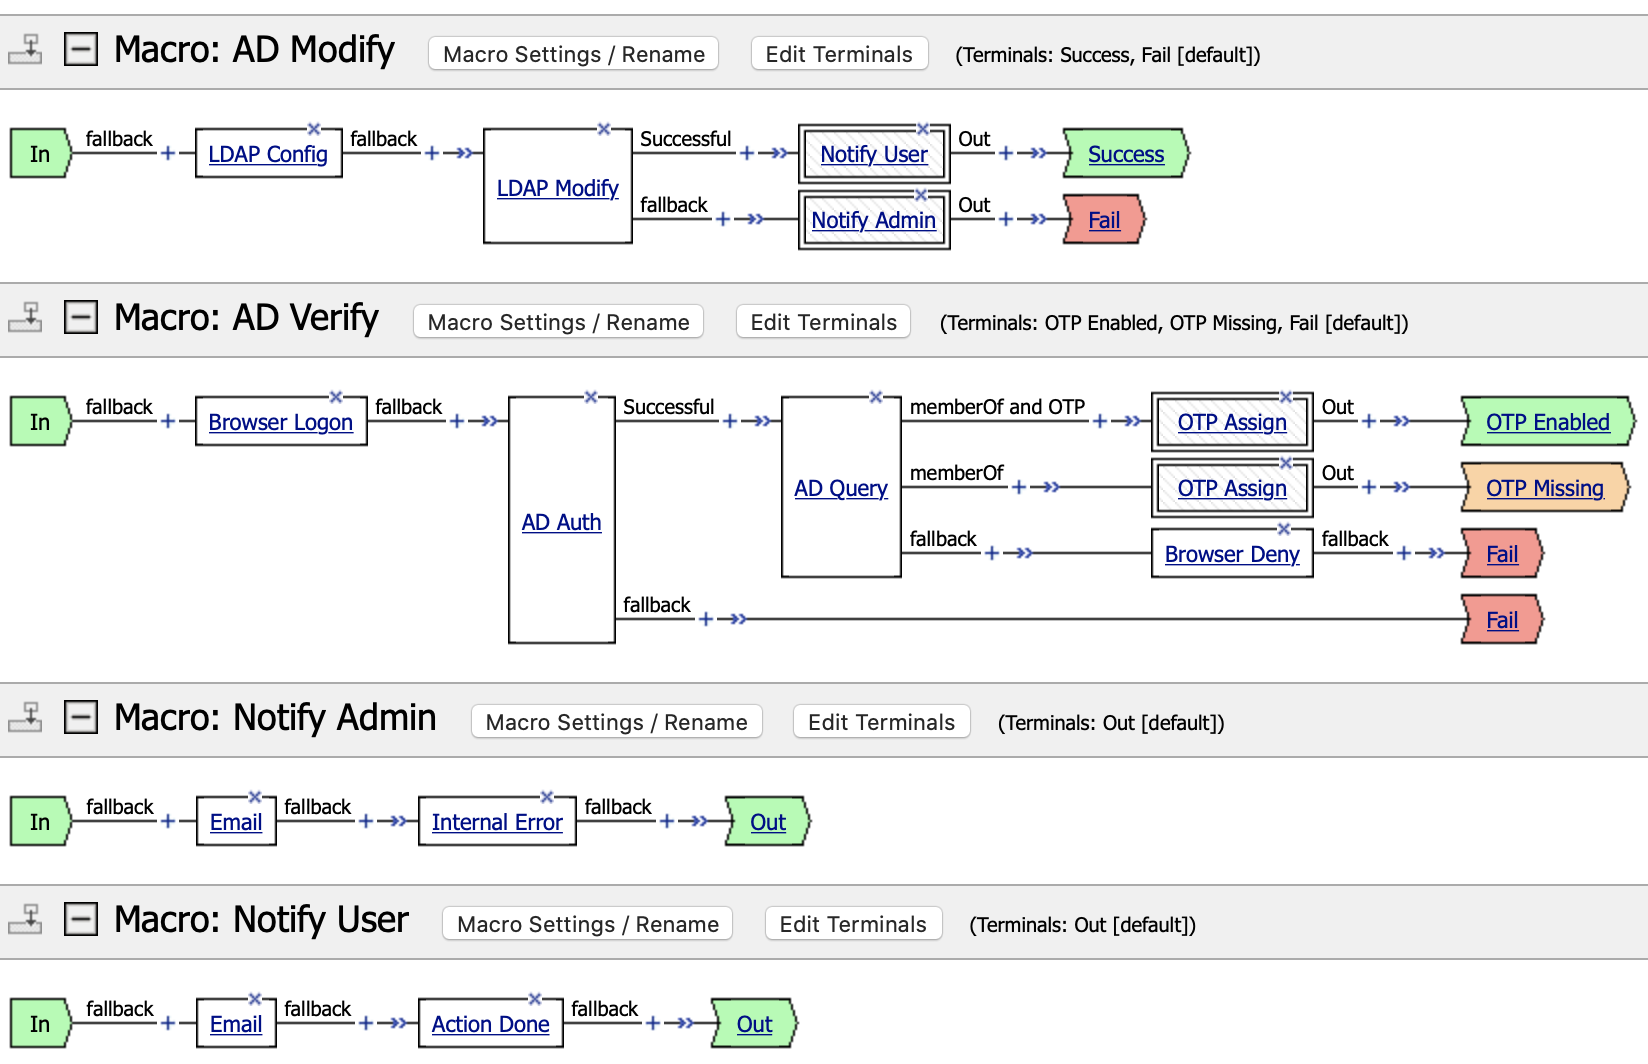 Macro: AD Modify Macro Settings / Rename Edit Terminals (Terminals: Success, Fail [default])
In fallback + LDAP Config fallback + LDAP Modify Successful + Notify User Out + Success
fallback + Notify Admin Out + Fail
Macro: AD Verify Macro Settings / Rename Edit Terminals (Terminals: OTP Enabled, OTP Missing, Fail [default])
In fallback + Browser Logon fallback + AD Auth Successful + AD Query memberOf and OTP + OTP Assign Out + OTP Enabled
memberOf + OTP Assign Out + OTP Missing
fallback + Browser Deny fallback + Fail
fallback + Fail
Macro: Notify Admin Macro Settings / Rename Edit Terminals (Terminals: Out [default])
In fallback + Email fallback + Internal Error fallback + Out
Macro: Notify User Macro Settings / Rename Edit Terminals (Terminals: Out [default])
In fallback + Email fallback + Action Done fallback + Out